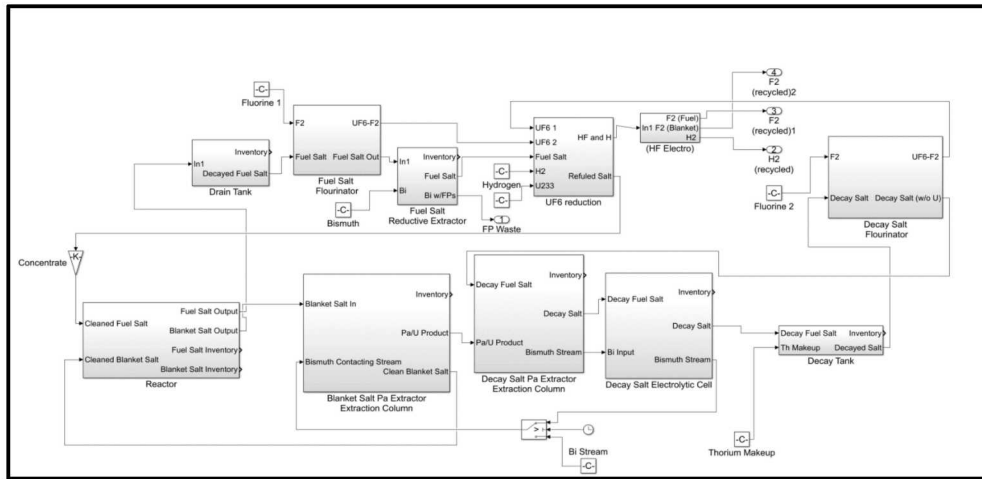 -C-
Fluorine 1
F2
UF6-F2
Fuel Salt
Fuel Salt Out
Fuel Salt
Flourinator
In1
Inventory
Decayed Fuel Salt
Drain Tank
In1
Inventory
Fuel Salt
Bi
Bi w/FPs
Fuel Salt
Reductive Extractor
-C-
Bismuth
1
FP Waste
UF6 1
UF6 2
HF and H
Fuel Salt
H2
Refuled Salt
U233
UF6 reduction
-C-
Hydrogen
-C-
F2 (Fuel)
In1 F2 (Blanket)
H2
(HF Electro)
4
F2
(recycled)2
3
F2
(recycled)1
2
H2
(recycled)
-C-
Fluorine 2
F2
UF6-F2
Decay Salt
Decay Salt (w/o U)
Decay Salt
Flourinator
-K-
Concentrate
Fuel Salt Output
Cleaned Fuel Salt
Blanket Salt Output
Fuel Salt Inventory
Cleaned Blanket Salt
Blanket Salt Inventory
Reactor
Inventory
Blanket Salt In
Pa/U Product
Bismuth Contacting Stream
Clean Blanket Salt
Blanket Salt Pa Extractor
Extraction Column
Inventory
Decay Fuel Salt
Decay Salt
Pa/U Product
Bismuth Stream
Decay Salt Pa Extractor
Extraction Column
Inventory
Decay Fuel Salt
Decay Salt
Bi Input
Bismuth Stream
Decay Salt Electrolytic Cell
Decay Fuel Salt
Inventory
Th Makeup
Decayed Salt
Decay Tank
>
Bi Stream
-C-
-C-
Thorium Makeup